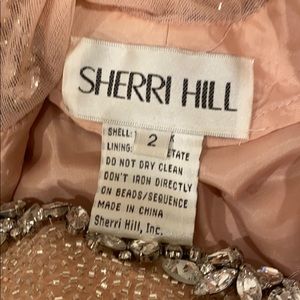 SHERRI HILL
2
SHELL:
LINING:
DO NOT DRY CLEAN
DON'T IRON DIRECTLY
ON BEADS/SERUENCE
MADE IN CHINA
Sherri Hill, Inc.